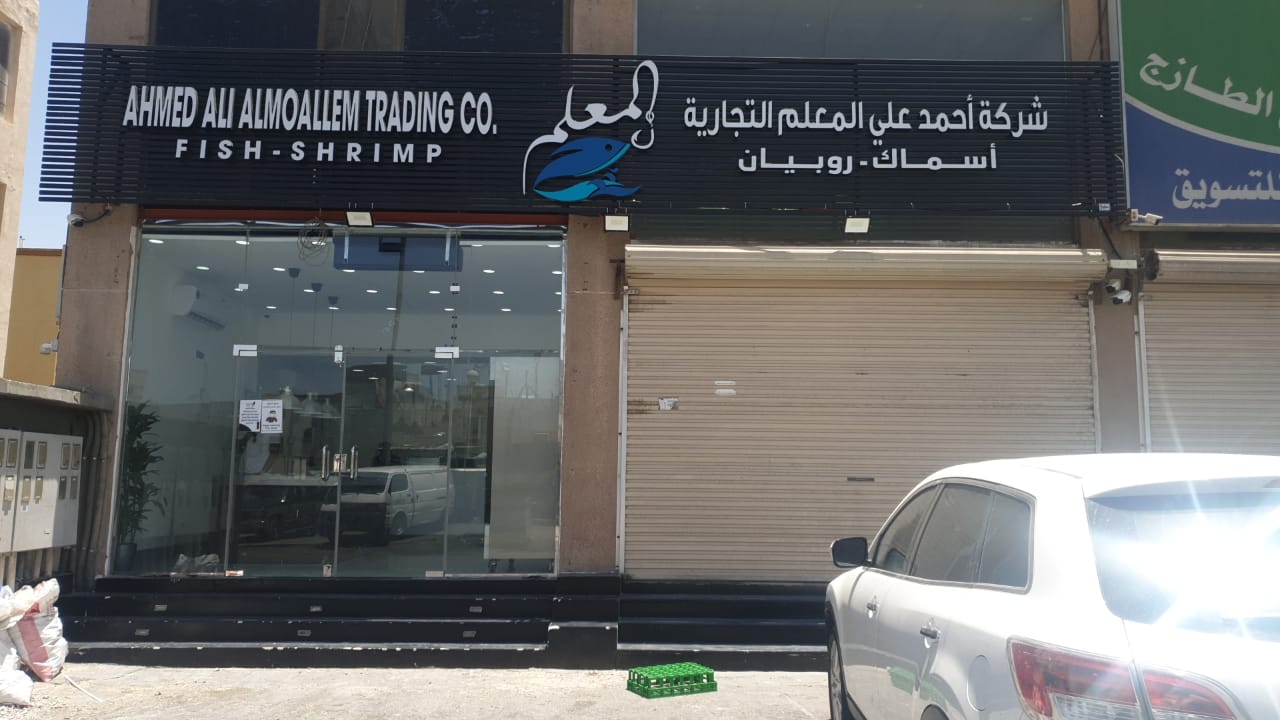 AHMED ALI ALMOALLEM TRADING CO.
FISH-SHRIMP
المعلم
شركة أحمد علي المعلم التجارية
أسماك - روبيان
الطازج
للتسويق